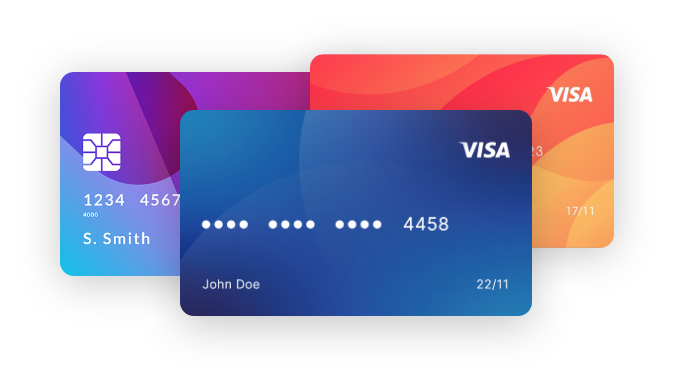 1234 4567
4000
S. Smith
VISA
•••• •••• •••• 4458
John Doe 22/11
VISA
23
17/11